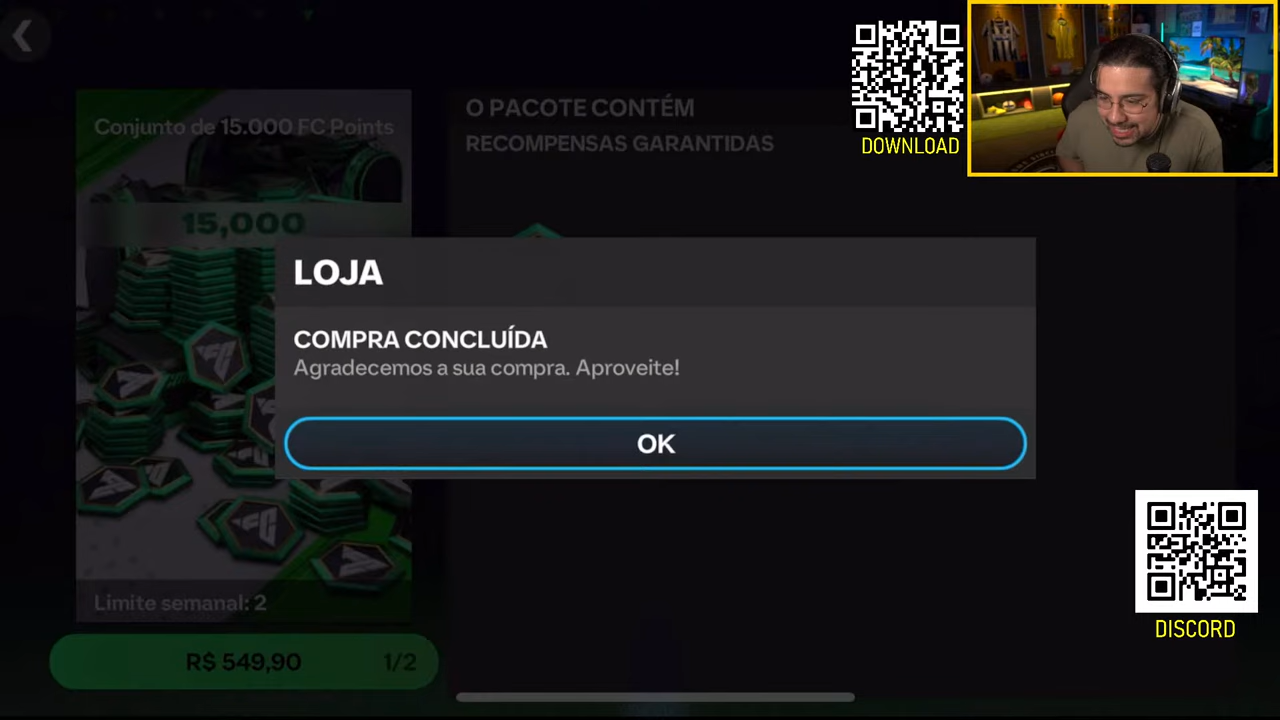 Conjunto de 15.000 FC Points
15,000
Limite semanal: 2
R$ 549,90 1/2
O PACOTE CONTÉM
RECOMPENSAS GARANTIDAS
LOJA
COMPRA CONCLUÍDA
Agradecemos a sua compra. Aproveite!
OK
DOWNLOAD
DISCORD